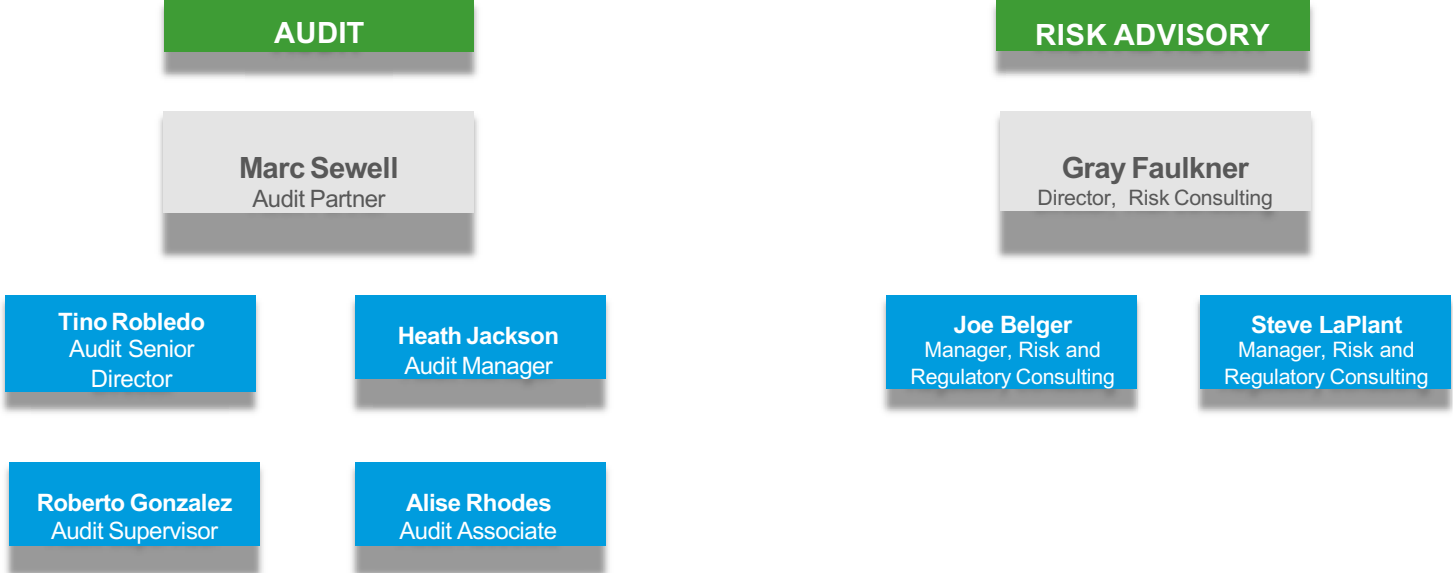 AUDIT
RISK ADVISORY
Marc Sewell
Audit Partner
Gray Faulkner
Director, Risk Consulting
Tino Robledo
Audit Senior
Director
Heath Jackson
Audit Manager
Joe Belger
Manager, Risk and
Regulatory Consulting
Steve LaPlant
Manager, Risk and
Regulatory Consulting
Roberto Gonzalez
Audit Supervisor
Alise Rhodes
Audit Associate